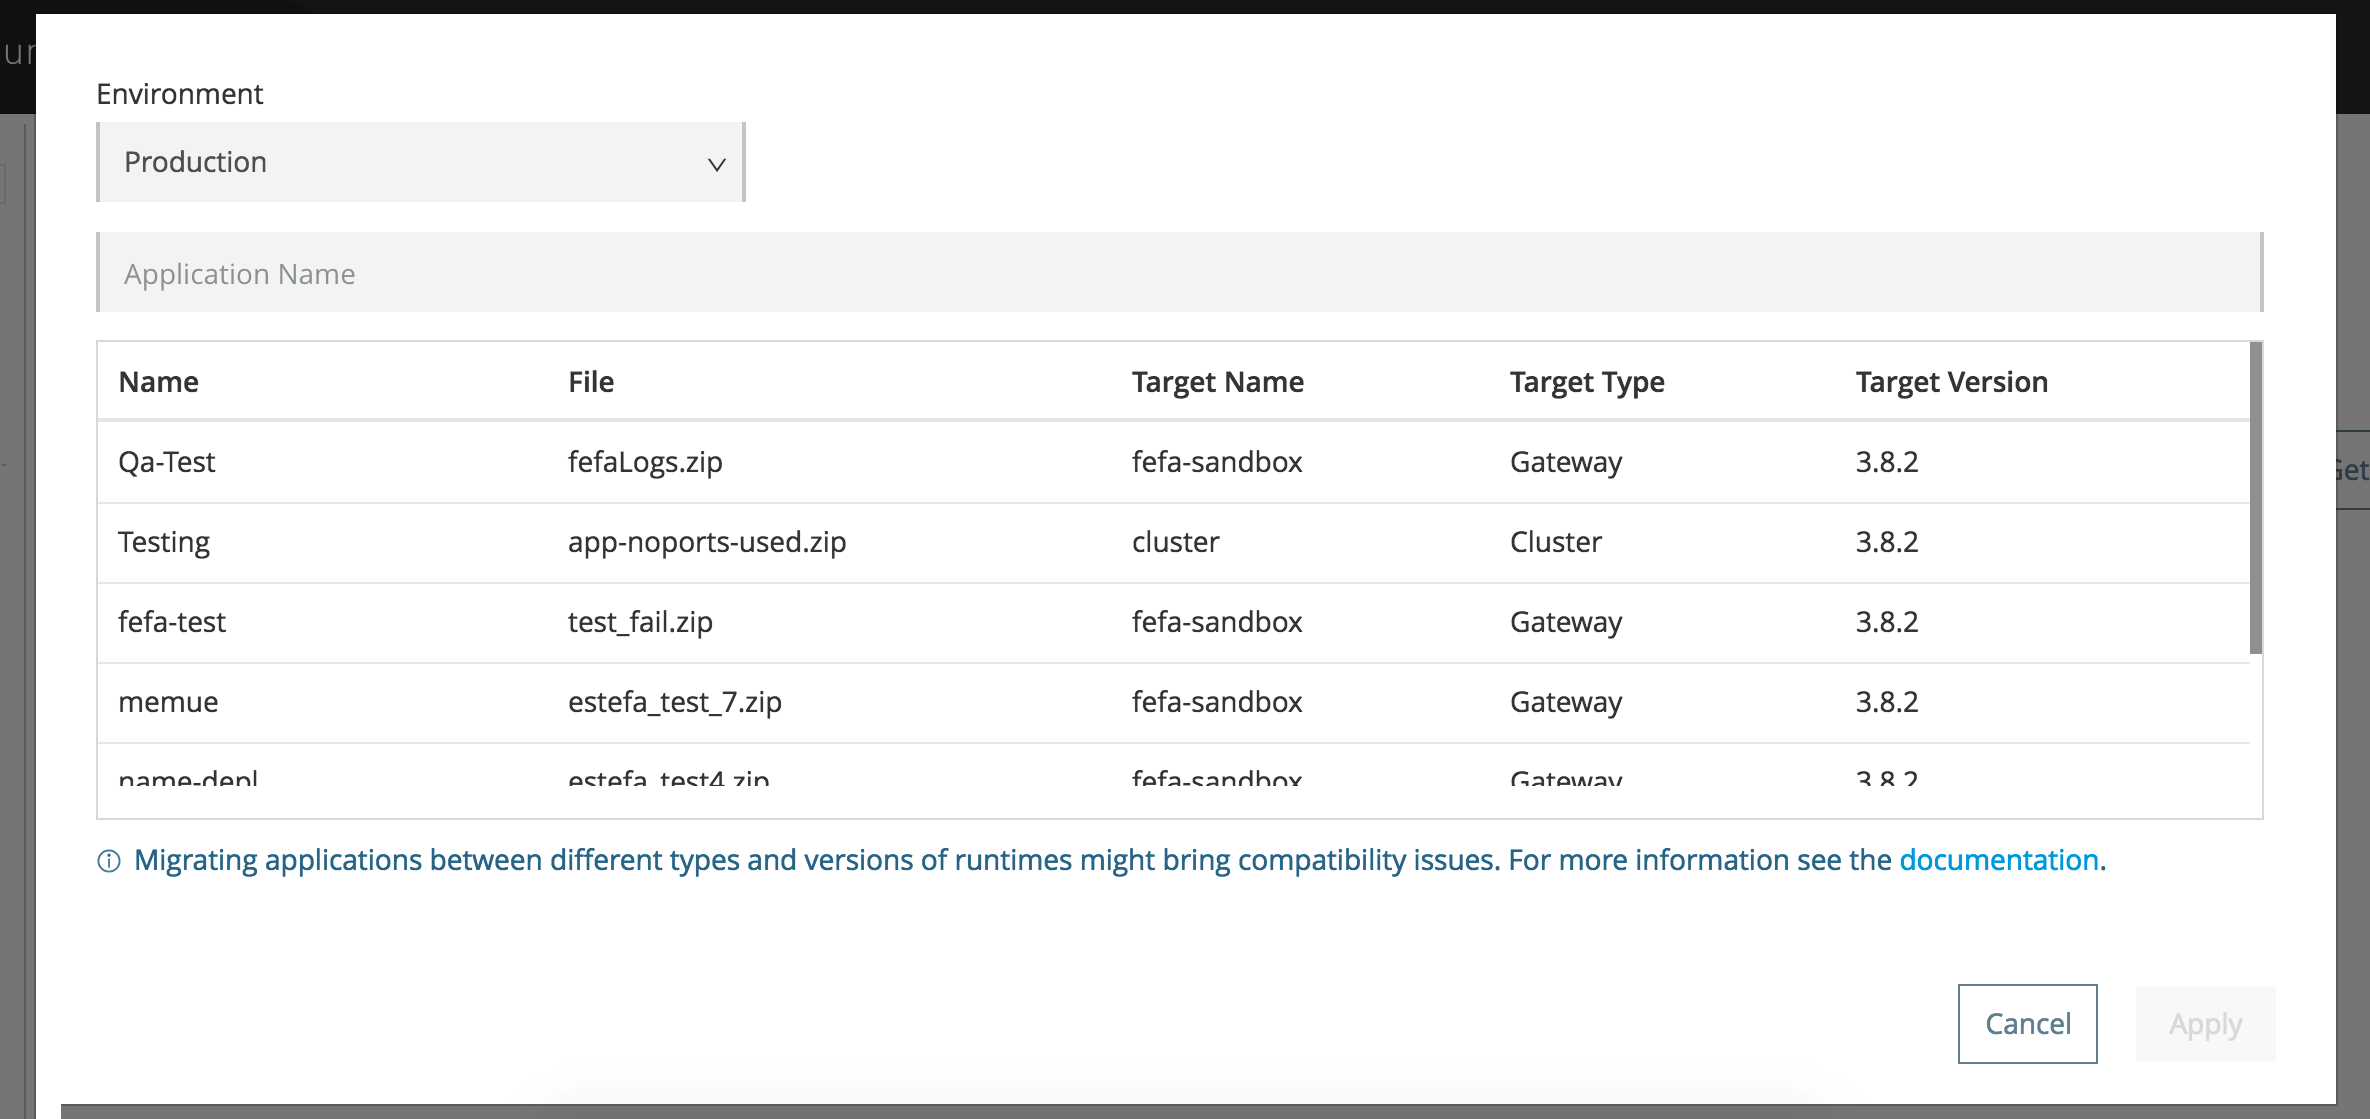 Environment
Production
Application Name
Name File Target Name Target Type Target Version
Qa-Test fefaLogs.zip fefa-sandbox Gateway 3.8.2
Testing app-noports-used.zip cluster Cluster 3.8.2
fefa-test test_fail.zip fefa-sandbox Gateway 3.8.2
memue estefa_test_7.zip fefa-sandbox Gateway 3.8.2
name-depl estefa_test4.zip fefa-sandbox Gateway 3.8.2
Migrating applications between different types and versions of runtimes might bring compatibility issues. For more information see the documentation.
Cancel Apply